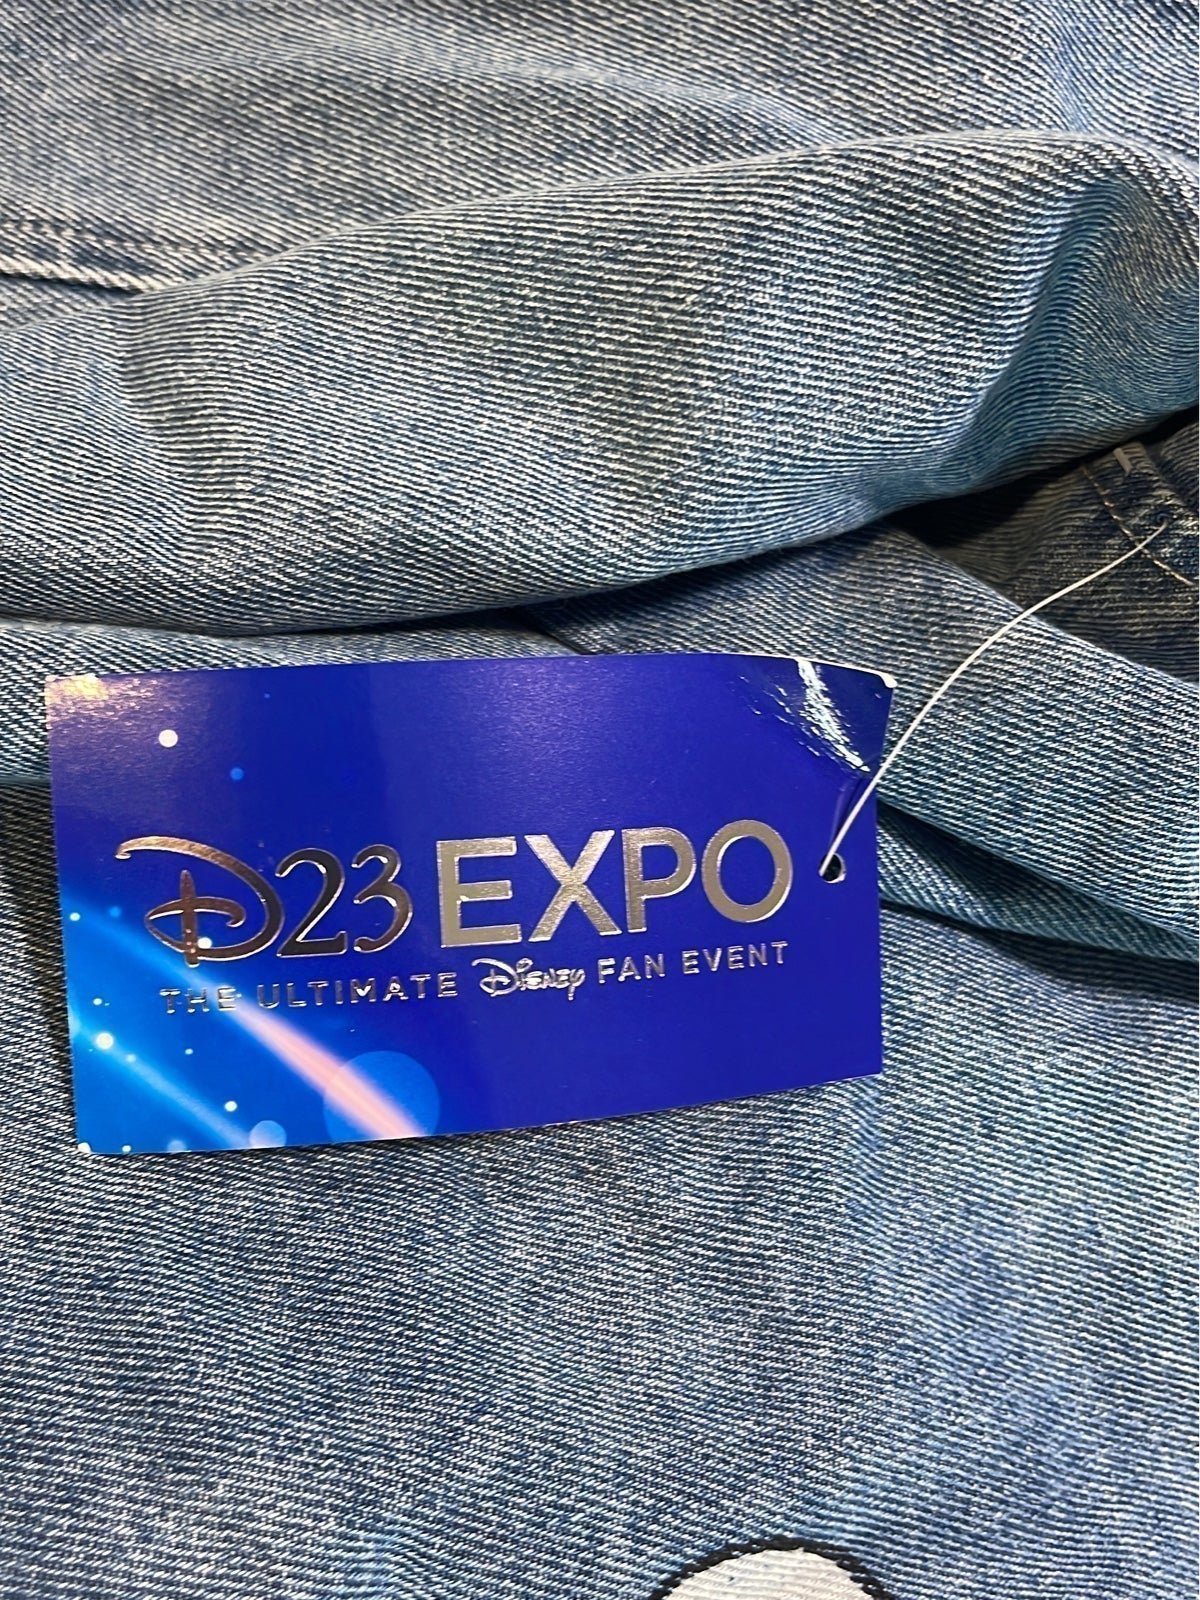 D23 EXPO
THE ULTIMATE Disney FAN EVENT